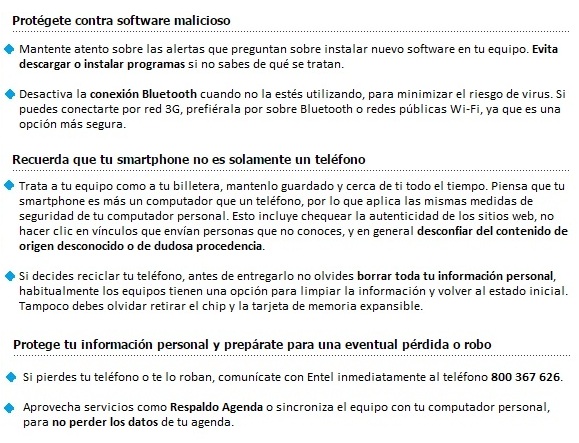 Protégete contra software malicioso
Mantente atento sobre las alertas que preguntan sobre instalar nuevo software en tu equipo. Evita
descargar o instalar programas si no sabes de qué se tratan.
Desactiva la conexión Bluetooth cuando no la estés utilizando, para minimizar el riesgo de virus. Si
puedes conectarte por red 3G, prefiérala por sobre Bluetooth o redes públicas Wi-Fi, ya que es una
opción más segura.
Recuerda que tu smartphone no es solamente un teléfono
Trata a tu equipo como a tu billetera, mantenlo guardado y cerca de ti todo el tiempo. Piensa que tu
smartphone es más un computador que un teléfono, por lo que aplica las mismas medidas de
seguridad de tu computador personal. Esto incluye chequear la autenticidad de los sitios web, no
hacer clic en vínculos que envían personas que no conoces, y en general desconfiar del contenido de
origen desconocido o de dudosa procedencia.
Si decides reciclar tu teléfono, antes de entregarlo no olvides borrar toda tu información personal,
habitualmente los equipos tienen una opción para limpiar la información y volver al estado inicial.
Tampoco debes olvidar retirar el chip y la tarjeta de memoria expansible.
Protege tu información personal y prepárate para una eventual pérdida o robo
Si pierdes tu teléfono o te lo roban, comunícate con Entel inmediatamente al teléfono 800 367 626.
Aprovecha servicios como Respaldo Agenda o sincroniza el equipo con tu computador personal,
para no perder los datos de tu agenda.